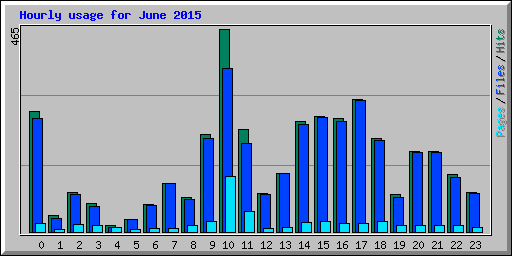 Hourly usage for June 2015
465
Pages/Files/Hits
0 1 2 3 4 5 6 7 8 9 10 11 12 13 14 15 16 17 18 19 20 21 22 23